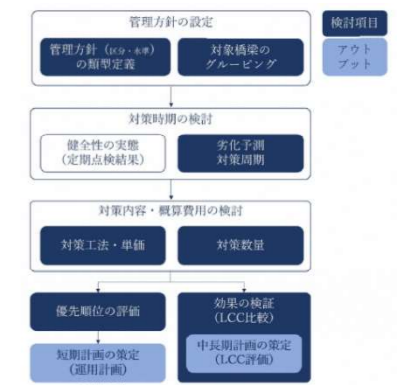 管理方針の設定
検討項目
管理方針（区分・水準）
の類型定義
対象橋梁の
グルーピング
アウト
プット
対策時期の検討
健全性の実態
（定期点検結果）
劣化予測
対策周期
対策内容・概算費用の検討
対策工法・単価
対策数量
優先順位の評価
効果の検証
（LCC比較）
短期計画の策定
（運用計画）
中長期計画の策定
（LCC評価）